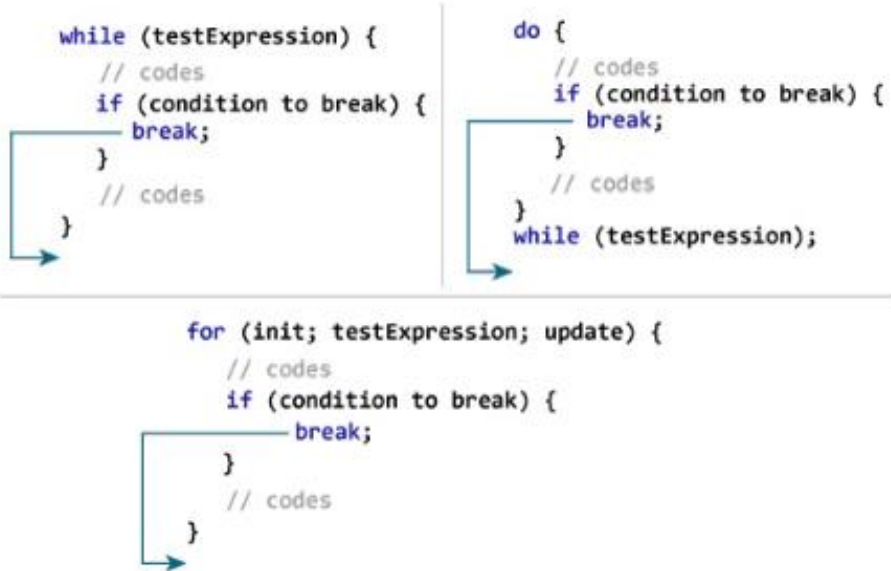 while (testExpression) {
// codes
if (condition to break) {
break;
}
// codes
}
do {
// codes
if (condition to break) {
break;
}
// codes
}
while (testExpression);
for (init; testExpression; update) {
// codes
if (condition to break) {
break;
}
// codes
}